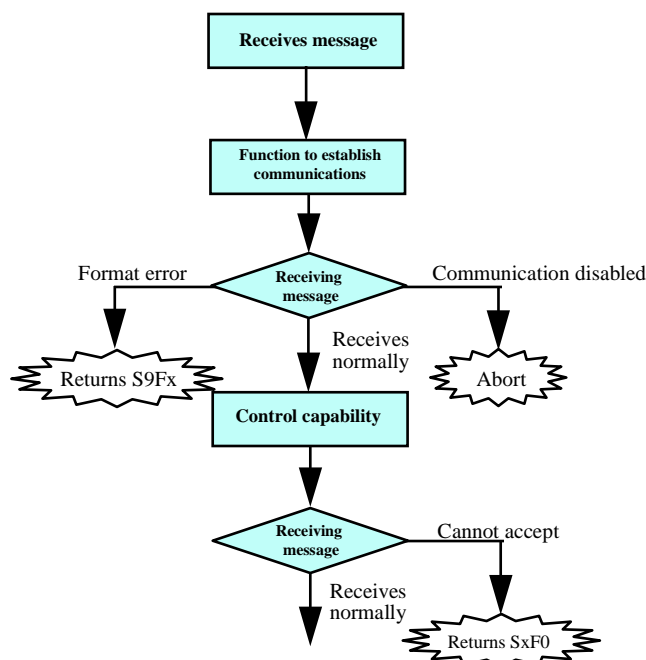 Receives message
Function to establish
communications
Format error
Receiving
message
Communication disabled
Receives
normally
Returns S9Fx
Abort
Control capability
Receiving
message
Cannot accept
Receives
normally
Returns SxF0